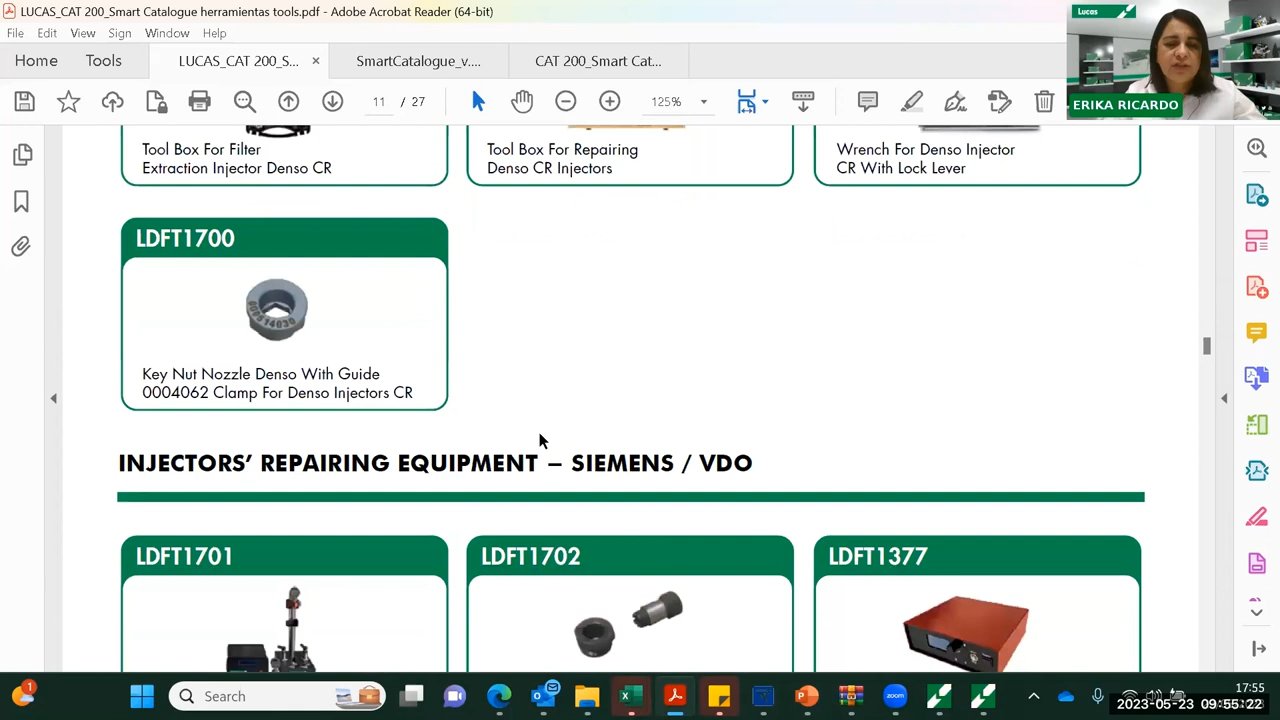 LUCAS_CAT 200_Smart Catalogue herramientas tools.pdf - Adobe Acrobat Reader (64-bit)
File Edit View Sign Window Help
Home Tools LUCAS_CAT 200_S... × SmartCatalogue_v... CAT 200_Smart Cat...
11 / 27 125%
Lucas
ERIKA RICARDO
Tool Box For Filter
Extraction Injector Denso CR
Tool Box For Repairing
Denso CR Injectors
Wrench For Denso Injector
CR With Lock Lever
LDFT1700
Key Nut Nozzle Denso With Guide
0004062 Clamp For Denso Injectors CR
INJECTORS’ REPAIRING EQUIPMENT – SIEMENS / VDO
LDFT1701
LDFT1702
LDFT1377
1
Search
zoom
17:55
2023-05-23 09:55:22